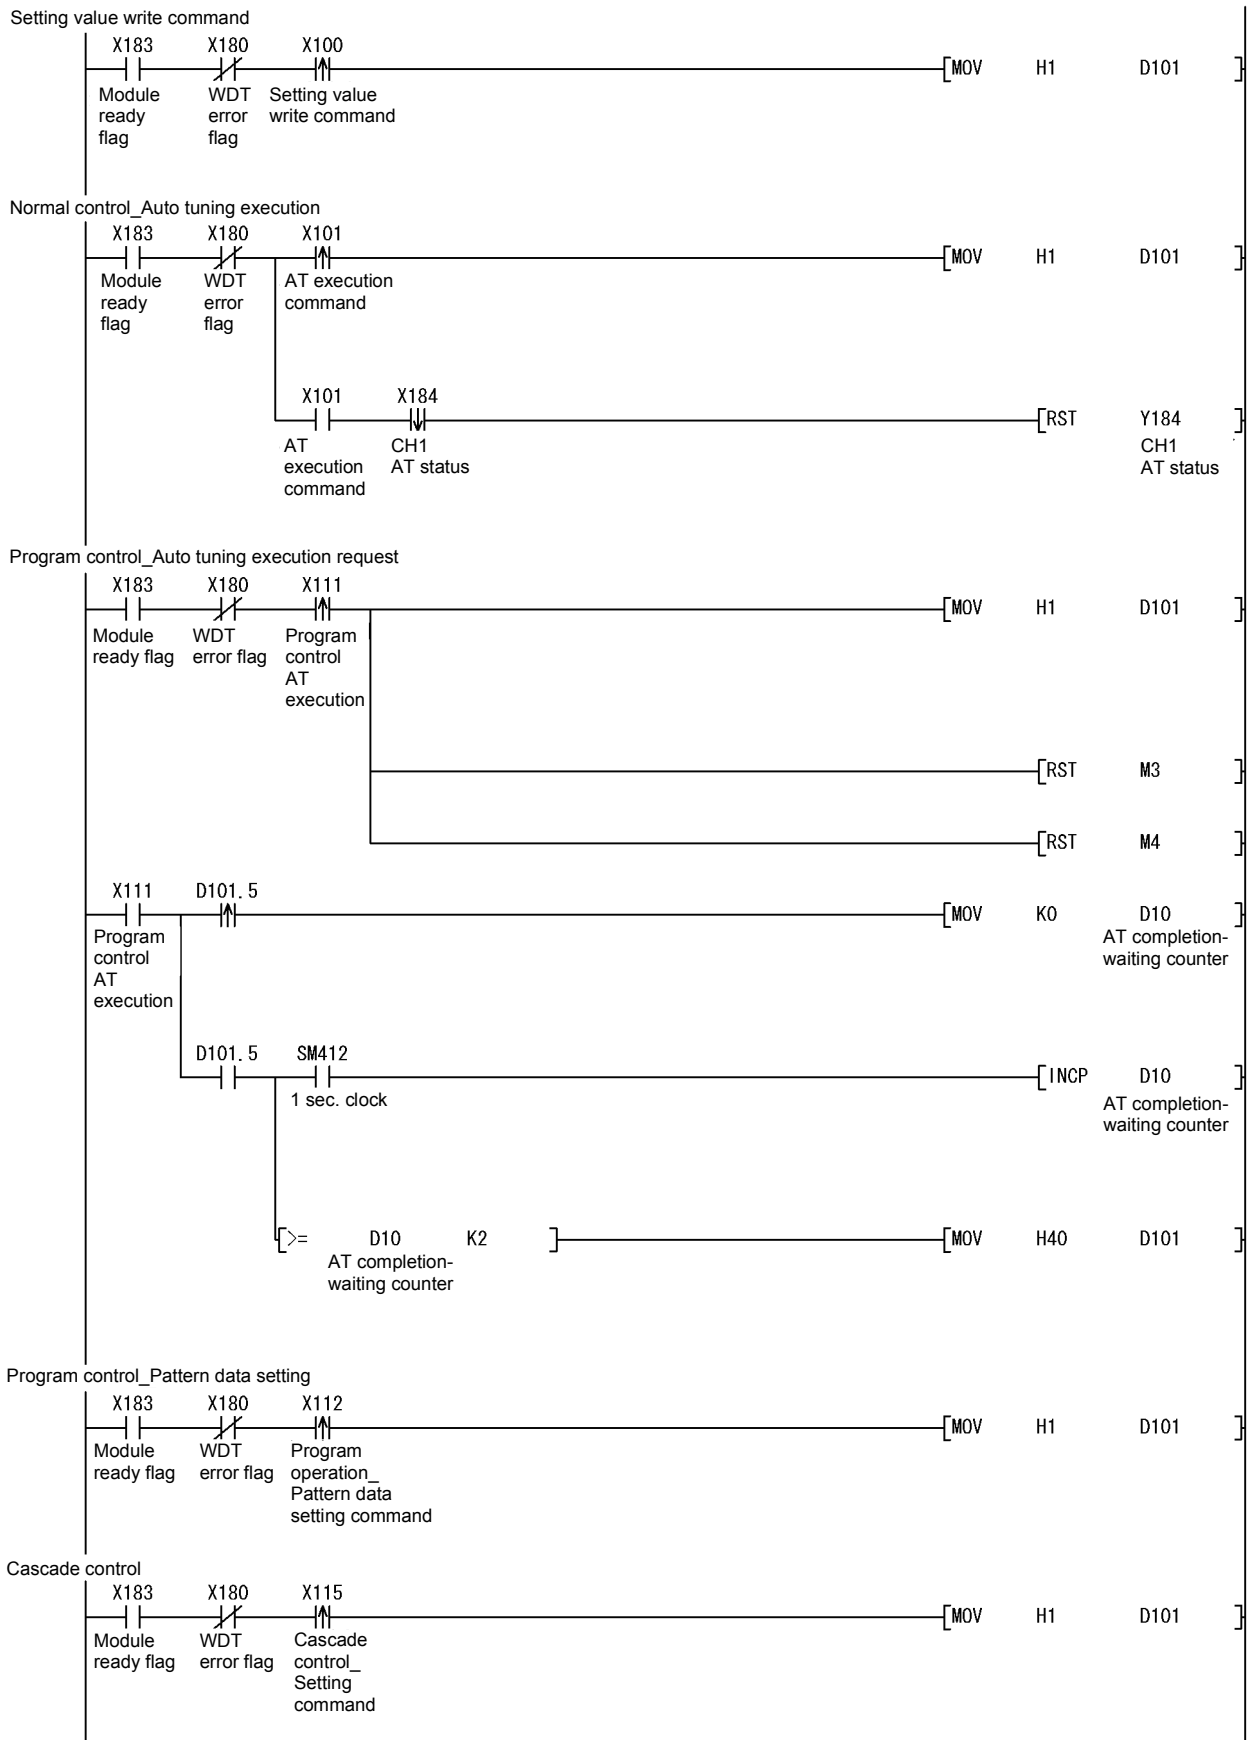 Setting value write command
X183 X180 X100
[MOV H1 D101 ]
Module ready flag
WDT error flag
Setting value write command
Normal control_Auto tuning execution
X183 X180 X101
[MOV H1 D101 ]
Module ready flag
WDT error flag
AT execution command
X101 X184
[RST Y184 ]
AT execution command
CH1 AT status
CH1 AT status
Program control_Auto tuning execution request
X183 X180 X111
[MOV H1 D101 ]
Module ready flag
WDT error flag
Program control AT execution
[RST M3 ]
[RST M4 ]
X111 D101.5
[MOV K0 D10 ]
Program control AT execution
AT completion-waiting counter
D101.5 SM412
[INCP D10 ]
1 sec. clock
AT completion-waiting counter
[>= D10 K2 ]
[MOV H40 D101 ]
AT completion-waiting counter
Program control_Pattern data setting
X183 X180 X112
[MOV H1 D101 ]
Module ready flag
WDT error flag
Program operation_ Pattern data setting command
Cascade control
X183 X180 X115
[MOV H1 D101 ]
Module ready flag
WDT error flag
Cascade control_ Setting command